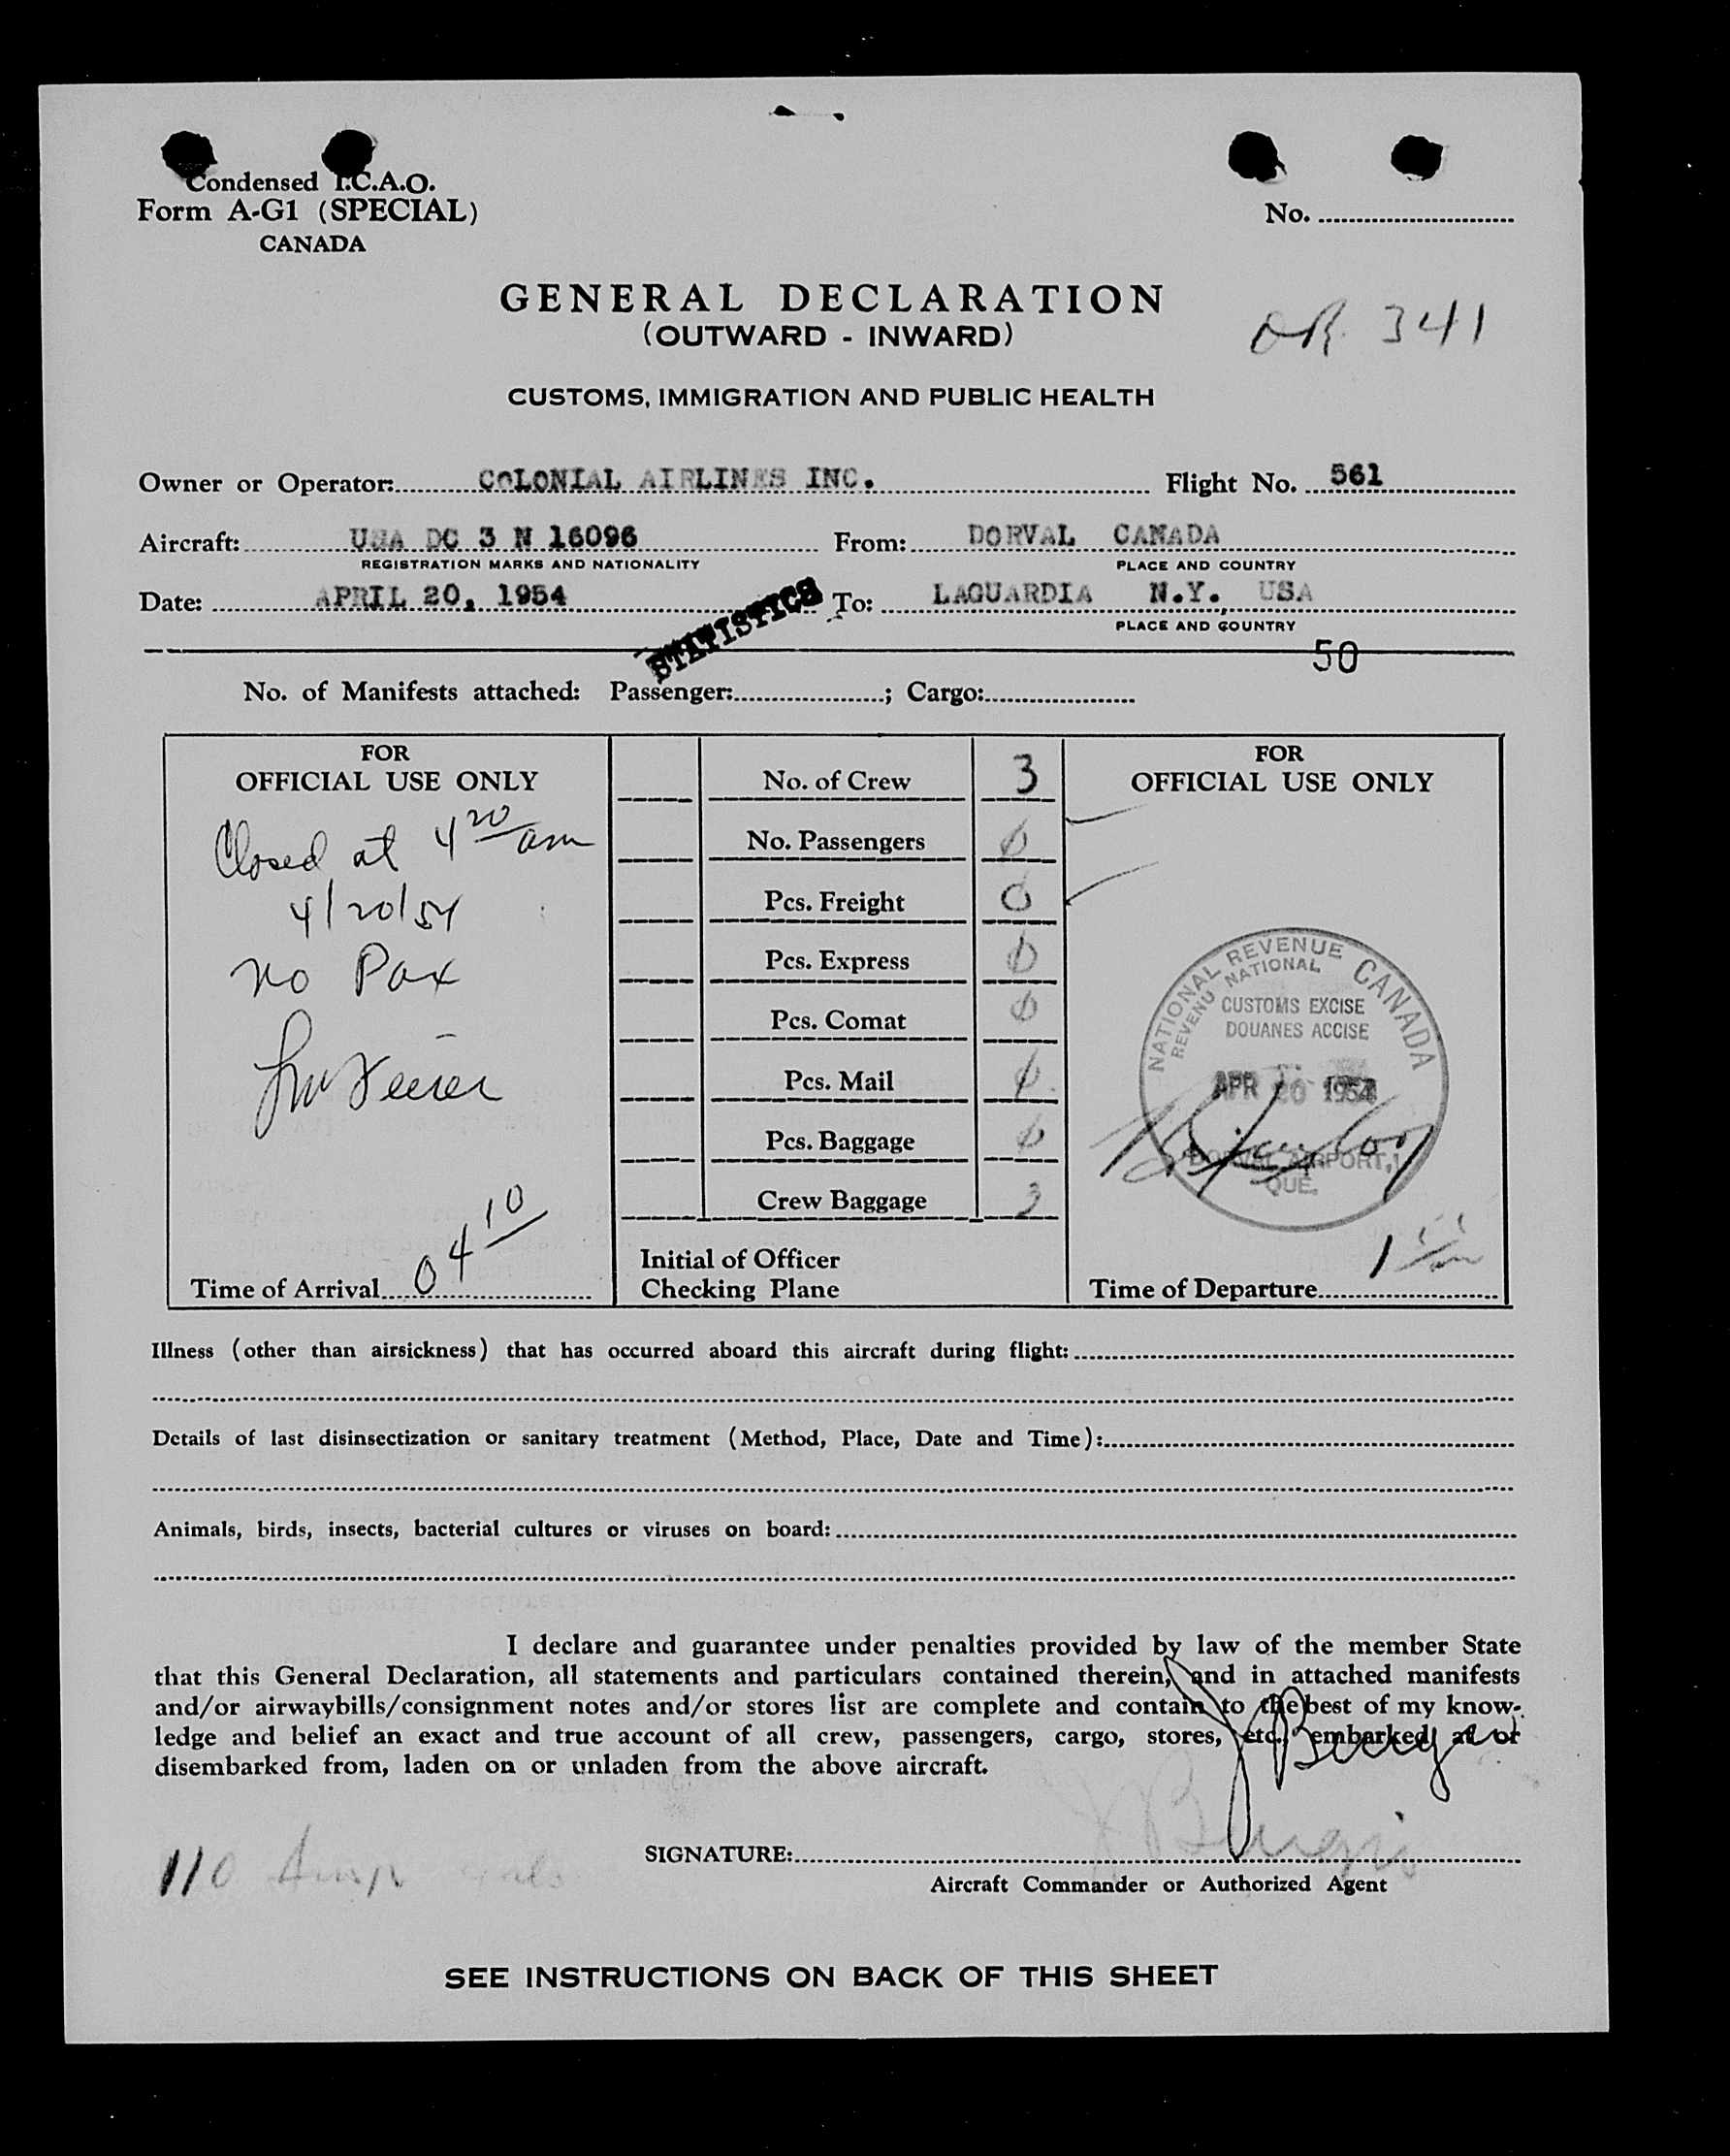 Condensed I.C.A.O.
Form A-G1 (SPECIAL)
CANADA
No.
341
GENERAL DECLARATION
(OUTWARD - INWARD)
CUSTOMS, IMMIGRATION AND PUBLIC HEALTH
Owner or Operator: COLONIAL AIRLINES INC. Flight No. 561
Aircraft: USA DC 3 N 16096 From: DORVAL CANADA
REGISTRATION MARKS AND NATIONALITY PLACE AND COUNTRY
Date: APRIL 20, 1954 To: LAGUARDIA N.Y. USA
STATISTICS
PLACE AND COUNTRY
50
No. of Manifests attached: Passenger: ; Cargo:
FOR
OFFICIAL USE ONLY
Closed at 4 20 am
4/20/54
no Pax
Time of Arrival 04 10
No. of Crew 3
No. Passengers 0
Pcs. Freight 0
Pcs. Express 0
Pcs. Comat 0
Pcs. Mail 0
Pcs. Baggage 0
Crew Baggage 3
Initial of Officer
Checking Plane
FOR
OFFICIAL USE ONLY
NATIONAL REVENUE CANADA
REVENU NATIONAL
CUSTOMS EXCISE
DOUANES ACCISE
APR 20 1954
DORVAL AIRPORT,
QUE.
Time of Departure 1
Illness (other than airsickness) that has occurred aboard this aircraft during flight:
Details of last disinsectization or sanitary treatment (Method, Place, Date and Time):
Animals, birds, insects, bacterial cultures or viruses on board:
I declare and guarantee under penalties provided by law of the member State
that this General Declaration, all statements and particulars contained therein, and in attached manifests
and/or airwaybills/consignment notes and/or stores list are complete and contain to the best of my know-
ledge and belief an exact and true account of all crew, passengers, cargo, stores, etc. embarked at or
disembarked from, laden on or unladen from the above aircraft.
110
SIGNATURE:
Aircraft Commander or Authorized Agent
SEE INSTRUCTIONS ON BACK OF THIS SHEET